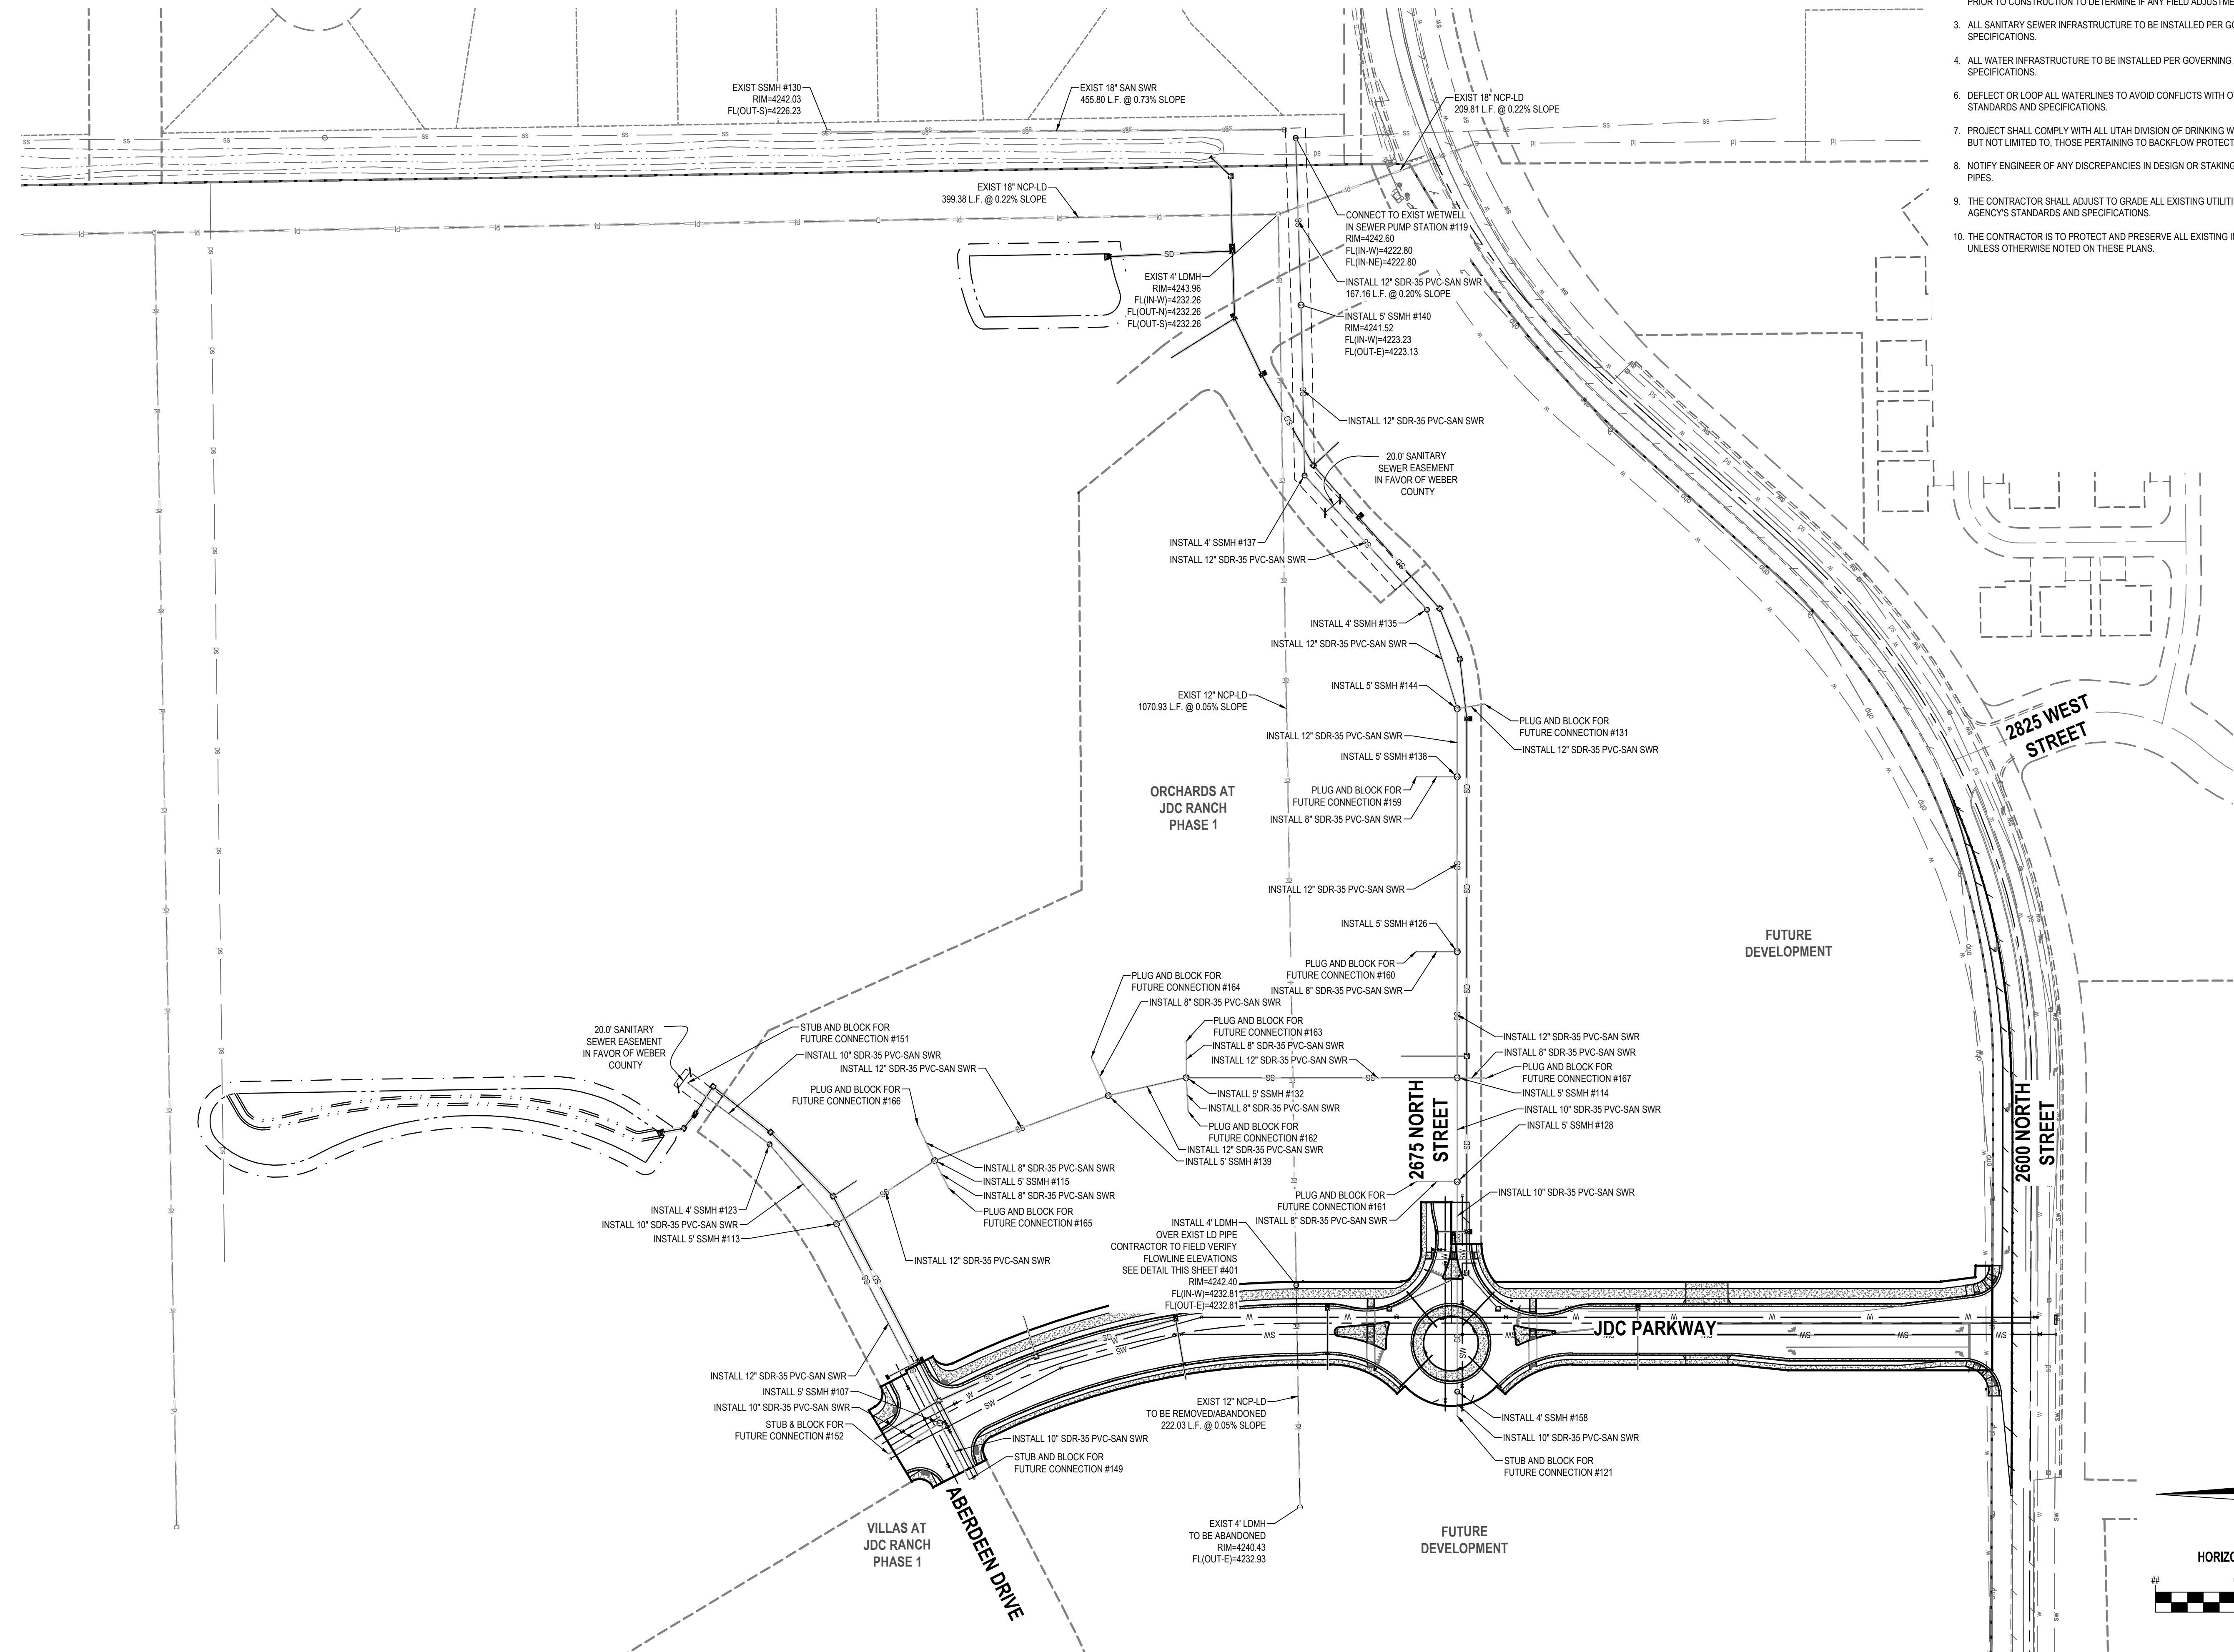 PRIOR TO CONSTRUCTION TO DETERMINE IF ANY FIELD
3. ALL SANITARY SEWER INFRASTRUCTURE TO BE INSTALLED PER
SPECIFICATIONS.
4. ALL WATER INFRASTRUCTURE TO BE INSTALLED PER GOVERNING
SPECIFICATIONS.
6. DEFLECT OR LOOP ALL WATERLINES TO AVOID CONFLICTS WITH
STANDARDS AND SPECIFICATIONS.
7. PROJECT SHALL COMPLY WITH ALL UTAH DIVISION OF DRINKING
BUT NOT LIMITED TO, THOSE PERTAINING TO BACKFLOW
8. NOTIFY ENGINEER OF ANY DISCREPANCIES IN DESIGN OR STAKING
PIPES.
9. THE CONTRACTOR SHALL ADJUST TO GRADE ALL EXISTING
AGENCY'S STANDARDS AND SPECIFICATIONS.
10. THE CONTRACTOR IS TO PROTECT AND PRESERVE ALL EXISTING
UNLESS OTHERWISE NOTED ON THESE PLANS.
EXIST SSMH #130
RIM=4242.03
FL(OUT-S)=4226.23
EXIST 18" SAN SWR
455.80 L.F. @ 0.73% SLOPE
EXIST 18" NCP-LD
209.81 L.F. @ 0.22% SLOPE
EXIST 18" NCP-LD
399.38 L.F. @ 0.22% SLOPE
CONNECT TO EXIST WETWELL
IN SEWER PUMP STATION #119
RIM=4242.60
FL(IN-W)=4222.80
FL(IN-NE)=4222.80
EXIST 4' LDMH
RIM=4243.96
FL(IN-W)=4232.26
FL(OUT-N)=4232.26
FL(OUT-S)=4232.26
INSTALL 12" SDR-35 PVC-SAN SWR
167.16 L.F. @ 0.20% SLOPE
INSTALL 5' SSMH #140
RIM=4241.52
FL(IN-W)=4223.23
FL(OUT-E)=4223.13
INSTALL 12" SDR-35 PVC-SAN SWR
20.0' SANITARY
SEWER EASEMENT
IN FAVOR OF WEBER
COUNTY
INSTALL 4' SSMH #137
INSTALL 12" SDR-35 PVC-SAN SWR
INSTALL 4' SSMH #135
INSTALL 12" SDR-35 PVC-SAN SWR
INSTALL 5' SSMH #144
EXIST 12" NCP-LD
1070.93 L.F. @ 0.05% SLOPE
PLUG AND BLOCK FOR
FUTURE CONNECTION #131
INSTALL 12" SDR-35 PVC-SAN SWR
INSTALL 12" SDR-35 PVC-SAN SWR
INSTALL 5' SSMH #138
2825 WEST
STREET
ORCHARDS AT
JDC RANCH
PHASE 1
PLUG AND BLOCK FOR
FUTURE CONNECTION #159
INSTALL 8" SDR-35 PVC-SAN SWR
INSTALL 12" SDR-35 PVC-SAN SWR
INSTALL 5' SSMH #126
FUTURE
DEVELOPMENT
PLUG AND BLOCK FOR
FUTURE CONNECTION #160
INSTALL 8" SDR-35 PVC-SAN SWR
PLUG AND BLOCK FOR
FUTURE CONNECTION #164
INSTALL 8" SDR-35 PVC-SAN SWR
PLUG AND BLOCK FOR
FUTURE CONNECTION #163
INSTALL 8" SDR-35 PVC-SAN SWR
INSTALL 12" SDR-35 PVC-SAN SWR
20.0' SANITARY
SEWER EASEMENT
IN FAVOR OF WEBER
COUNTY
STUB AND BLOCK FOR
FUTURE CONNECTION #151
INSTALL 10" SDR-35 PVC-SAN SWR
INSTALL 12" SDR-35 PVC-SAN SWR
PLUG AND BLOCK FOR
FUTURE CONNECTION #166
INSTALL 12" SDR-35 PVC-SAN SWR
INSTALL 8" SDR-35 PVC-SAN SWR
PLUG AND BLOCK FOR
FUTURE CONNECTION #167
INSTALL 5' SSMH #114
INSTALL 10" SDR-35 PVC-SAN SWR
INSTALL 5' SSMH #128
INSTALL 5' SSMH #132
INSTALL 8" SDR-35 PVC-SAN SWR
PLUG AND BLOCK FOR
FUTURE CONNECTION #162
INSTALL 12" SDR-35 PVC-SAN SWR
INSTALL 5' SSMH #139
2675 NORTH
STREET
2600 NORTH
STREET
INSTALL 8" SDR-35 PVC-SAN SWR
INSTALL 5' SSMH #115
INSTALL 8" SDR-35 PVC-SAN SWR
PLUG AND BLOCK FOR
FUTURE CONNECTION #165
PLUG AND BLOCK FOR
FUTURE CONNECTION #161
INSTALL 8" SDR-35 PVC-SAN SWR
INSTALL 10" SDR-35 PVC-SAN SWR
INSTALL 4' SSMH #123
INSTALL 10" SDR-35 PVC-SAN SWR
INSTALL 5' SSMH #113
INSTALL 12" SDR-35 PVC-SAN SWR
INSTALL 4' LDMH
OVER EXIST LD PIPE
CONTRACTOR TO FIELD VERIFY
FLOWLINE ELEVATIONS
SEE DETAIL THIS SHEET #401
RIM=4242.40
FL(IN-W)=4232.81
FL(OUT-E)=4232.81
JDC PARKWAY
INSTALL 12" SDR-35 PVC-SAN SWR
INSTALL 5' SSMH #107
INSTALL 10" SDR-35 PVC-SAN SWR
STUB & BLOCK FOR
FUTURE CONNECTION #152
EXIST 12" NCP-LD
TO BE REMOVED/ABANDONED
222.03 L.F. @ 0.05% SLOPE
INSTALL 4' SSMH #158
INSTALL 10" SDR-35 PVC-SAN SWR
STUB AND BLOCK FOR
FUTURE CONNECTION #121
INSTALL 10" SDR-35 PVC-SAN SWR
STUB AND BLOCK FOR
FUTURE CONNECTION #149
ABERDEEN DRIVE
VILLAS AT
JDC RANCH
PHASE 1
EXIST 4' LDMH
TO BE ABANDONED
RIM=4240.43
FL(OUT-E)=4232.93
FUTURE
DEVELOPMENT
##